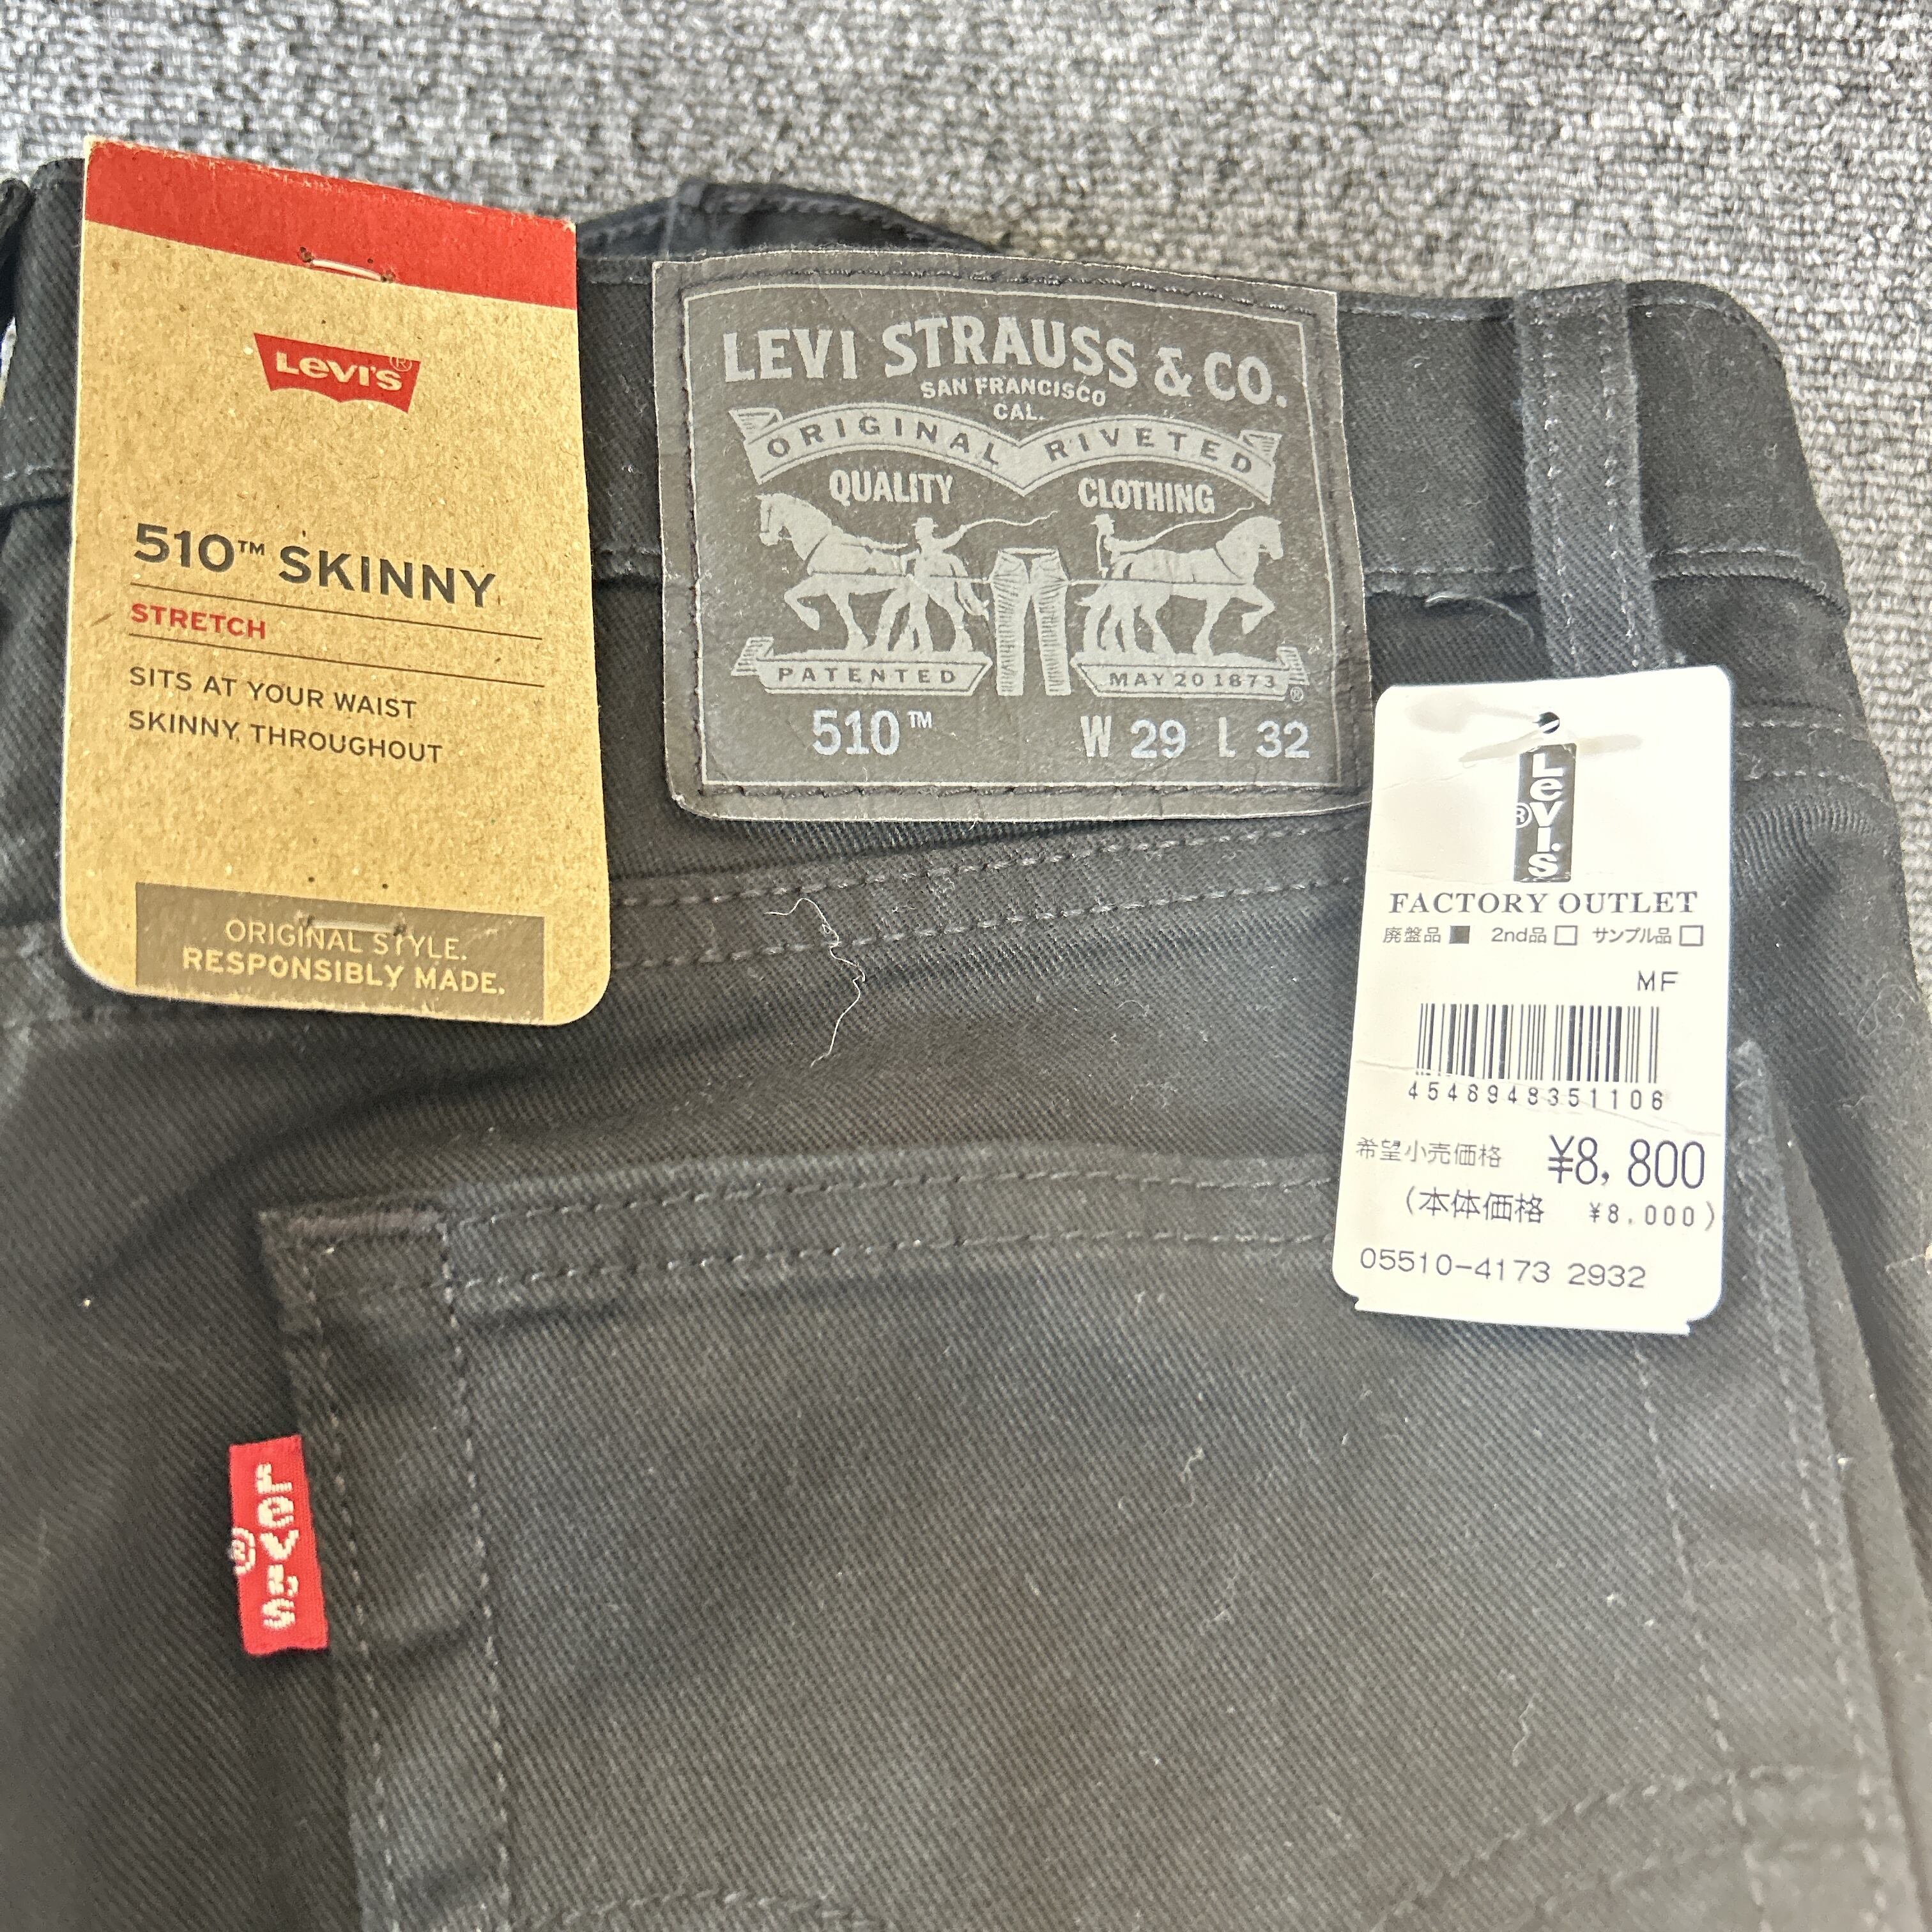 Levi's®
510™ SKINNY
STRETCH
SITS AT YOUR WAIST
SKINNY THROUGHOUT
ORIGINAL STYLE.
RESPONSIBLY MADE.
LEVI STRAUSS & CO.
SAN FRANCISCO
CAL.
ORIGINAL RIVETED
QUALITY CLOTHING
PATENTED MAY 20 1873 ®
510™ W 29 L 32
Levi's®
FACTORY OUTLET
廃盤品■ 2nd品□ サンプル品□
MF
4548948351106
希望小売価格 ¥8,800
(本体価格 ¥8,000)
05510-4173 2932
Levi's®